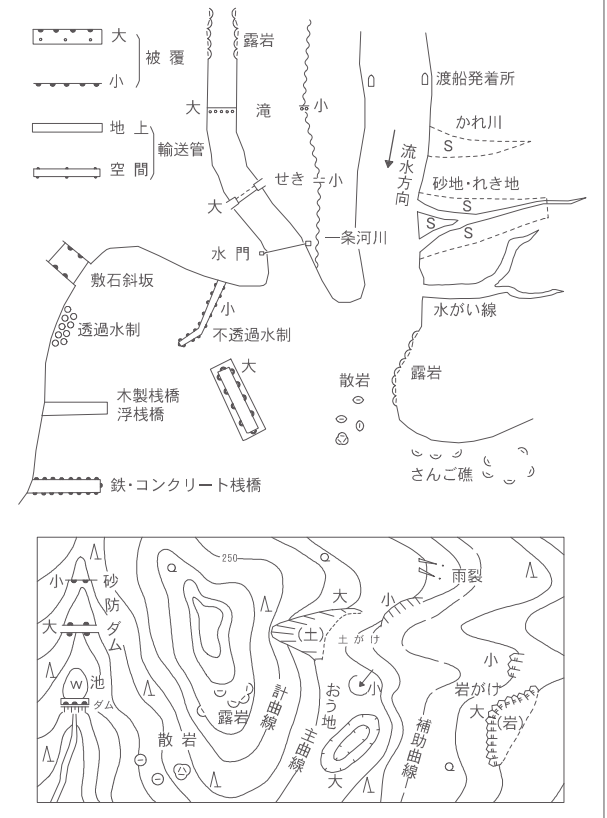 大
小
被覆
地上
空間
輸送管
露岩
大
滝
小
せき
小
大
水門
一条河川
渡船発着所
かれ川
S
流水方向
砂地・れき地
S
S
S
水がい線
敷石斜坂
透過水制
小
不透過水制
大
木製桟橋
浮桟橋
鉄・コンクリート桟橋
散岩
露岩
さんご礁
250
小
砂防ダム
大
W
池
ダム
露岩
散岩
計曲線
主曲線
大
(土)
土がけ
小
雨裂
おう地
小
大
補助曲線
小
岩がけ
大
(岩)